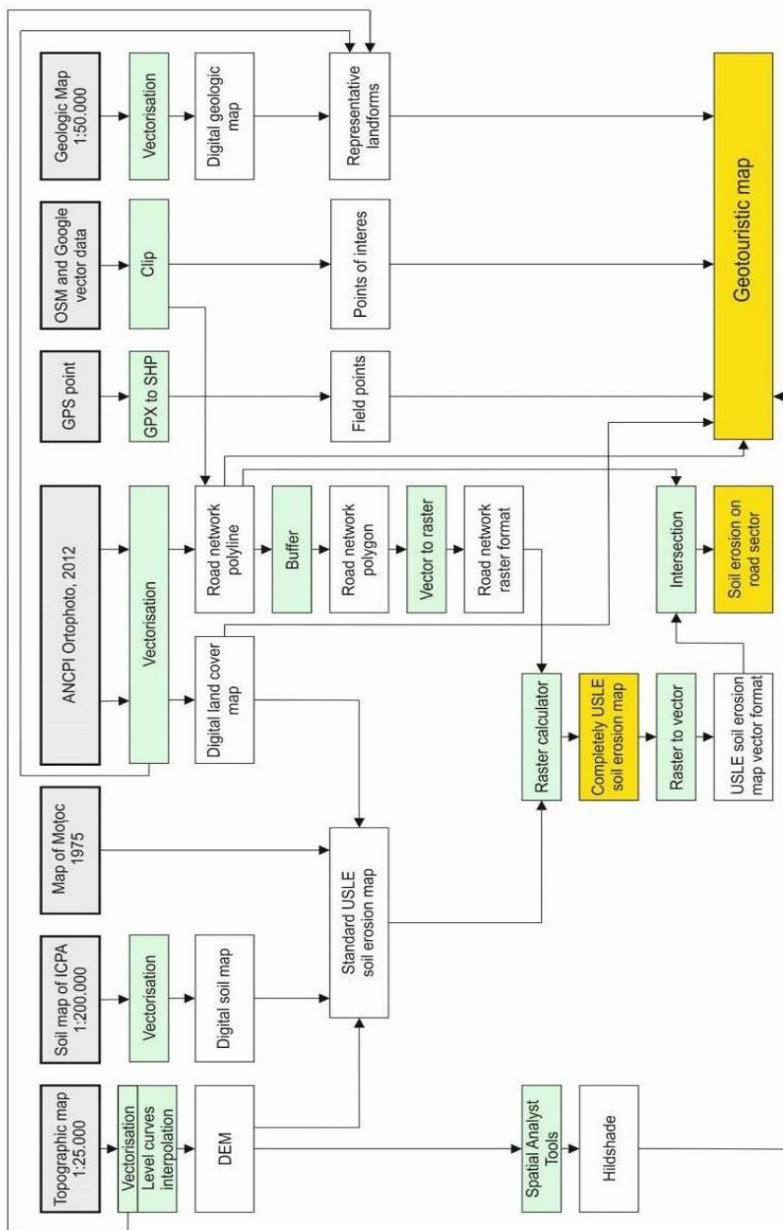 Topographic map
1:25.000
Soil map of ICPA
1:200.000
Map of Moțoc
1975
ANCPI Ortophoto, 2012
GPS point
OSM and Google
vector data
Geologic Map
1:50.000
Vectorisation
Level curves
interpolation
Vectorisation
Vectorisation
GPX to SHP
Clip
Vectorisation
DEM
Digital soil map
Digital land cover
map
Road network
polyline
Digital geologic
map
Buffer
Standard USLE
soil erosion map
Road network
polygon
Field points
Points of interes
Representative
landforms
Vector to raster
Road network
raster format
Spatial Analyst
Tools
Raster calculator
Hildshade
Completely USLE
soil erosion map
Raster to vector
Intersection
USLE soil erosion
map vector format
Soil erosion on
road sector
Geotouristic map